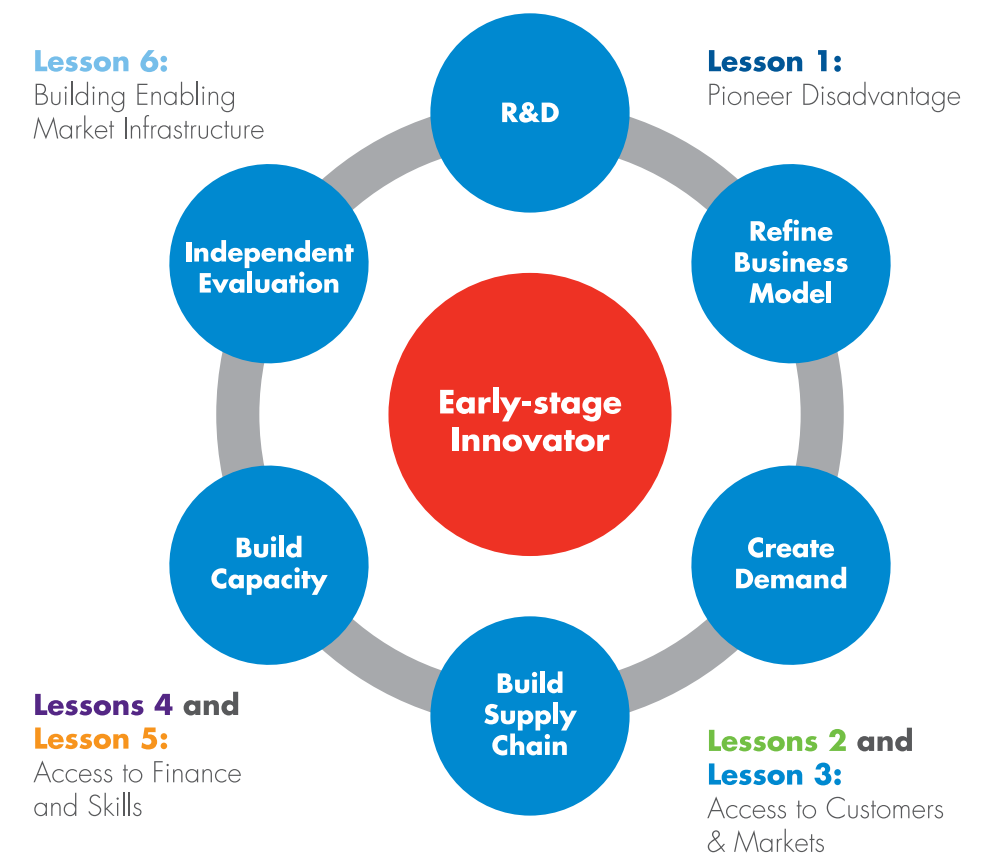 Lesson 6:
Building Enabling
Market Infrastructure
Lesson 1:
Pioneer Disadvantage
R&D
Refine
Business
Model
Independent
Evaluation
Early-stage
Innovator
Create
Demand
Build
Capacity
Build
Supply
Chain
Lessons 4 and
Lesson 5:
Access to Finance
and Skills
Lessons 2 and
Lesson 3:
Access to Customers
& Markets